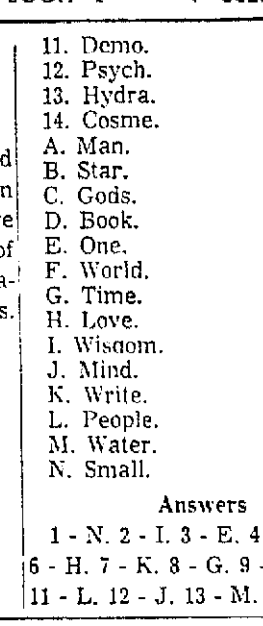 11. Demo.
12. Psych.
13. Hydra.
14. Cosme.
A. Man.
B. Star.
C. Gods.
D. Book.
E. One.
F. World.
G. Time.
H. Love.
I. Wisdom.
J. Mind.
K. Write.
L. People.
M. Water.
N. Small.
Answers
1 - N. 2 - I. 3 - E. 4
6 - H. 7 - K. 8 - G. 9 -
11 - L. 12 - J. 13 - M.